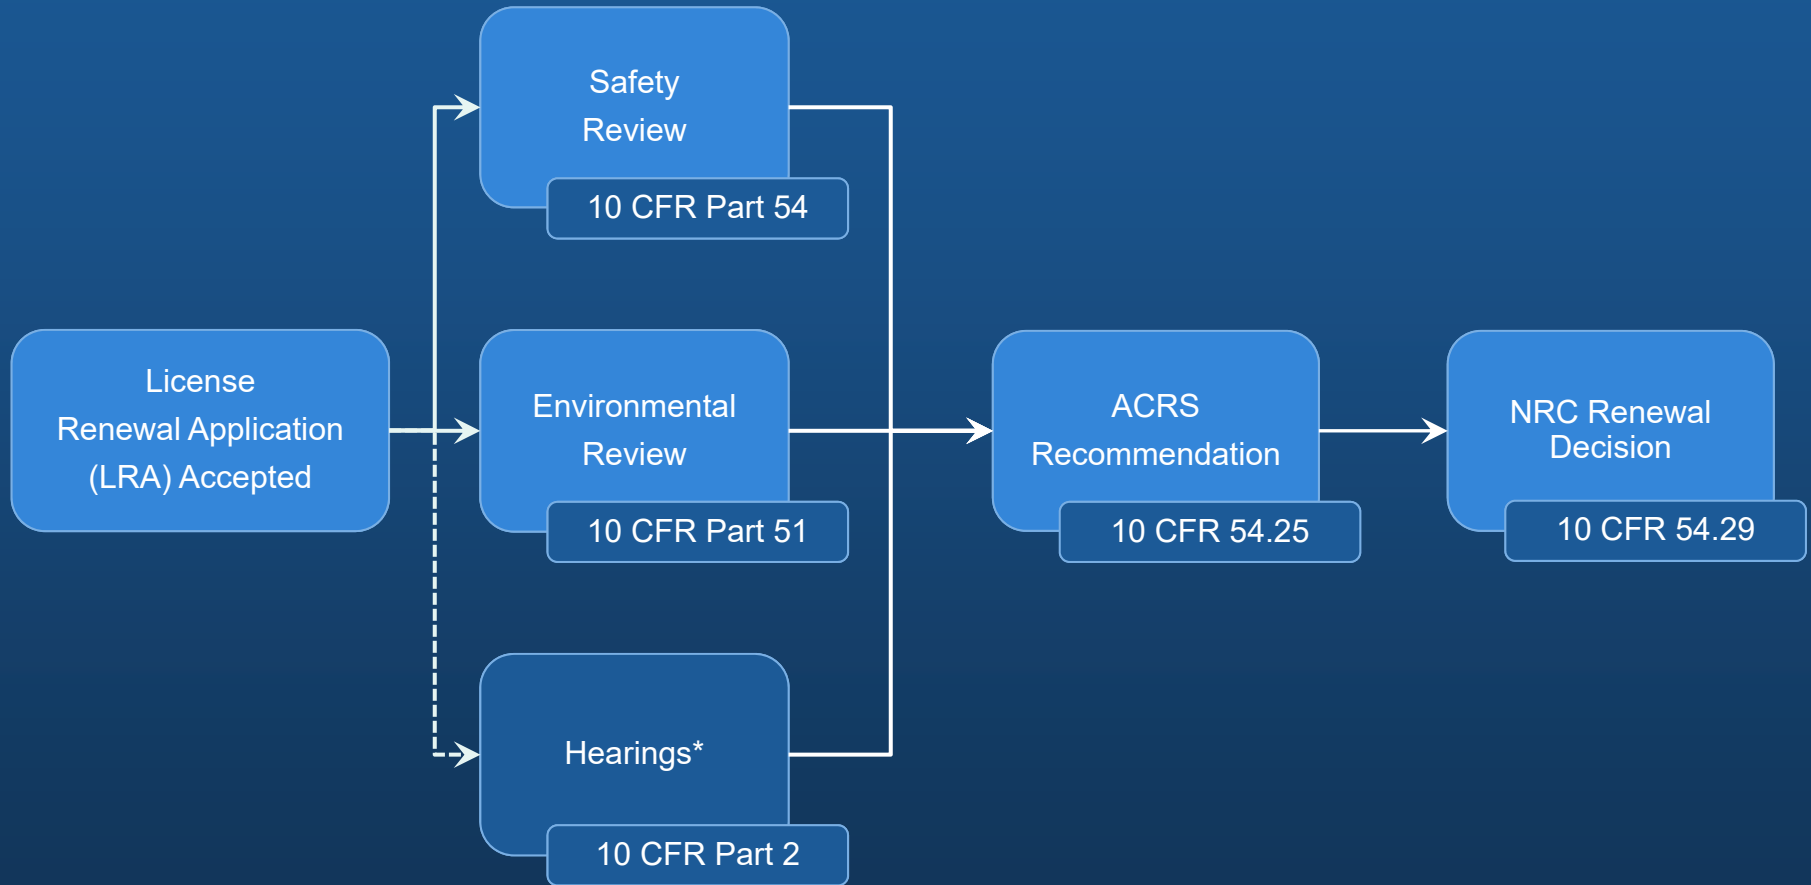 Safety
Review
10 CFR Part 54
License
Renewal Application
(LRA) Accepted
Environmental
Review
10 CFR Part 51
ACRS
Recommendation
10 CFR 54.25
NRC Renewal
Decision
10 CFR 54.29
Hearings*
10 CFR Part 2